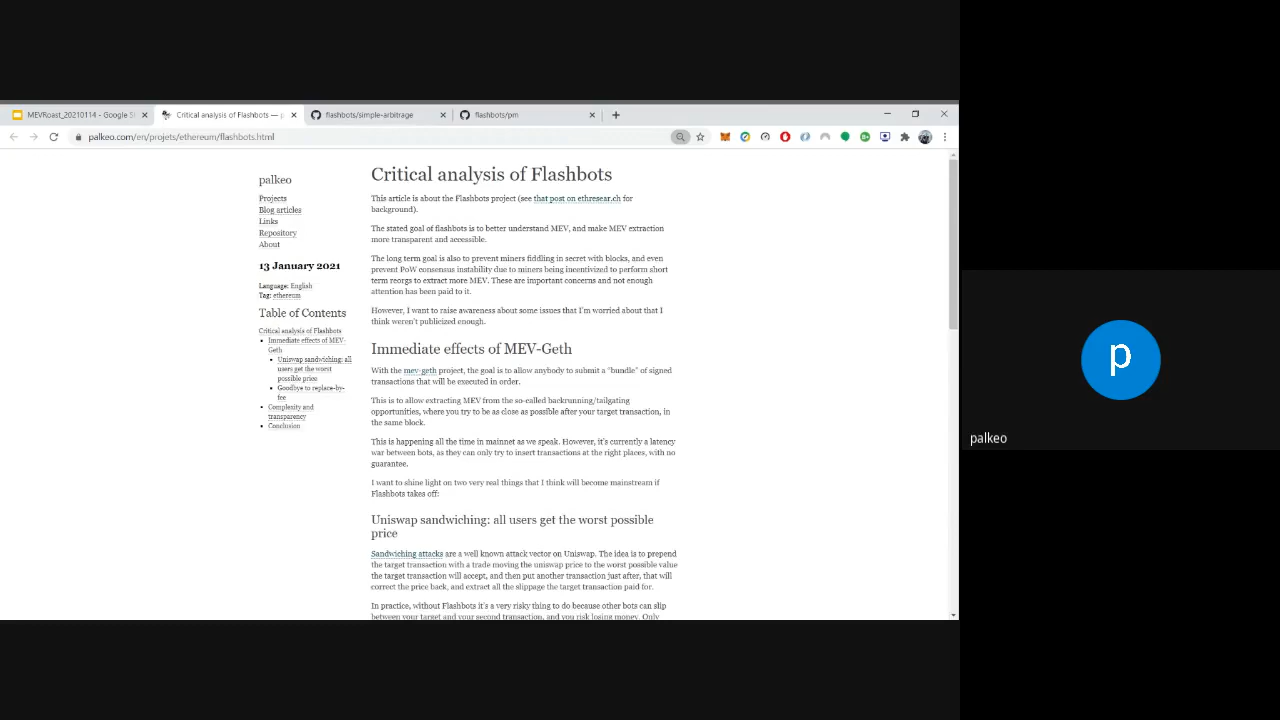 MEVRoast_20210114 - Google Sl
Critical analysis of Flashbots — p
flashbots/simple-arbitrage
flashbots/pm
palkeo.com/en/projets/ethereum/flashbots.html
palkeo
Projects
Blog articles
Links
Repository
About
13 January 2021
Language: English
Tag: ethereum
Table of Contents
Critical analysis of Flashbots
Immediate effects of MEV-
Geth
Uniswap sandwiching: all
users get the worst
possible price
Goodbye to replace-by-
fee
Complexity and
transparency
Conclusion
Critical analysis of Flashbots
This article is about the Flashbots project (see that post on ethresear.ch for
background).
The stated goal of flashbots is to better understand MEV, and make MEV extraction
more transparent and accessible.
The long term goal is also to prevent miners fiddling in secret with blocks, and even
prevent PoW consensus instability due to miners being incentivized to perform short
term reorgs to extract more MEV. These are important concerns and not enough
attention has been paid to it.
However, I want to raise awareness about some issues that I'm worried about that I
think weren't publicized enough.
Immediate effects of MEV-Geth
With the mev-geth project, the goal is to allow anybody to submit a "bundle" of signed
transactions that will be executed in order.
This is to allow extracting MEV from the so-called backrunning/tailgating
opportunities, where you try to be as close as possible after your target transaction, in
the same block.
This is happening all the time in mainnet as we speak. However, it's currently a latency
war between bots, as they can only try to insert transactions at the right places, with no
guarantee.
I want to shine light on two very real things that I think will become mainstream if
Flashbots takes off:
Uniswap sandwiching: all users get the worst possible
price
Sandwiching attacks are a well known attack vector on Uniswap. The idea is to prepend
the target transaction with a trade moving the uniswap price to the worst possible value
the target transaction will accept, and then put another transaction just after, that will
correct the price back, and extract all the slippage the target transaction paid for.
In practice, without Flashbots it's a very risky thing to do because other bots can slip
between your target and your second transaction, and you risk losing money. Only
p
palkeo